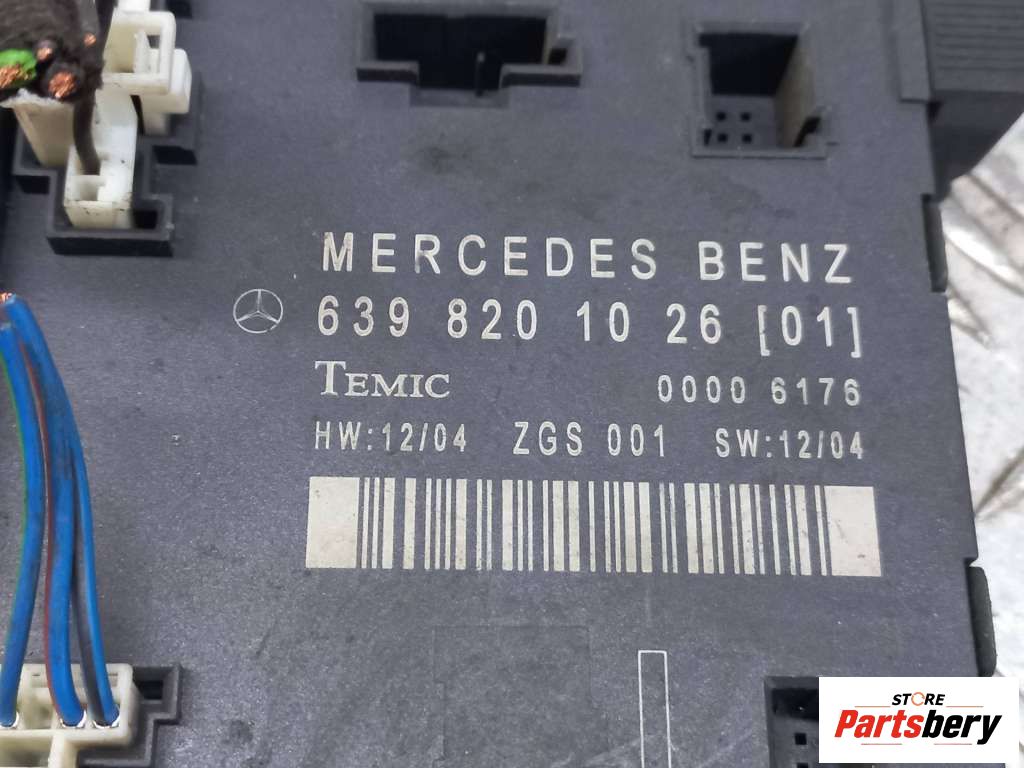 MERCEDES BENZ
639 820 10 26 [01]
TEMIC 0000 6176
HW:12/04 ZGS 001 SW:12/04
STORE
Partsbery